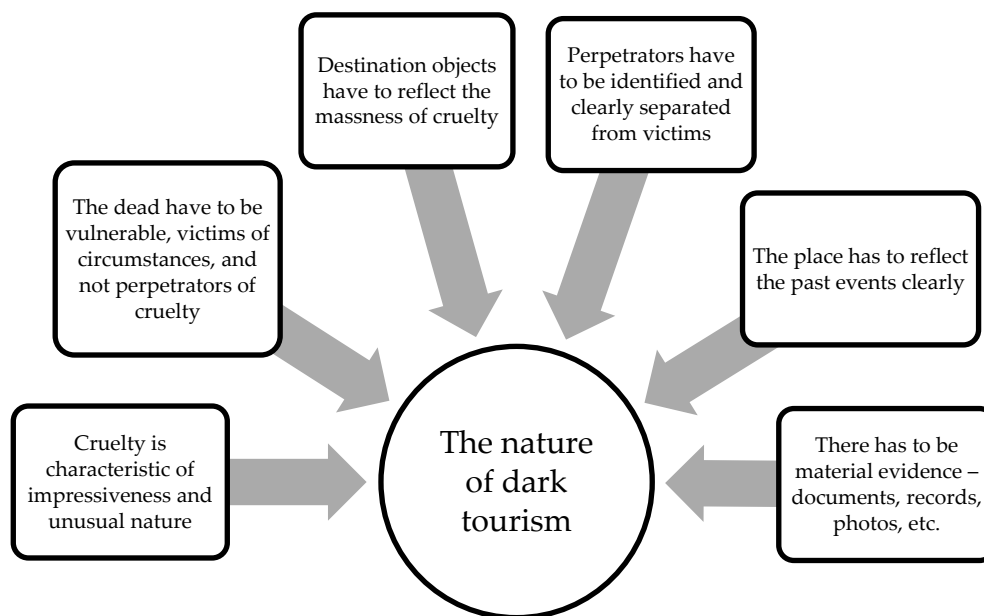 Cruelty is
characteristic of
impressiveness and
unusual nature
The dead have to be
vulnerable, victims of
circumstances, and
not perpetrators of
cruelty
Destination objects
have to reflect the
massness of cruelty
Perpetrators have
to be identified and
clearly separated
from victims
The place has to reflect
the past events clearly
There has to be
material evidence –
documents, records,
photos, etc.
The nature
of dark
tourism